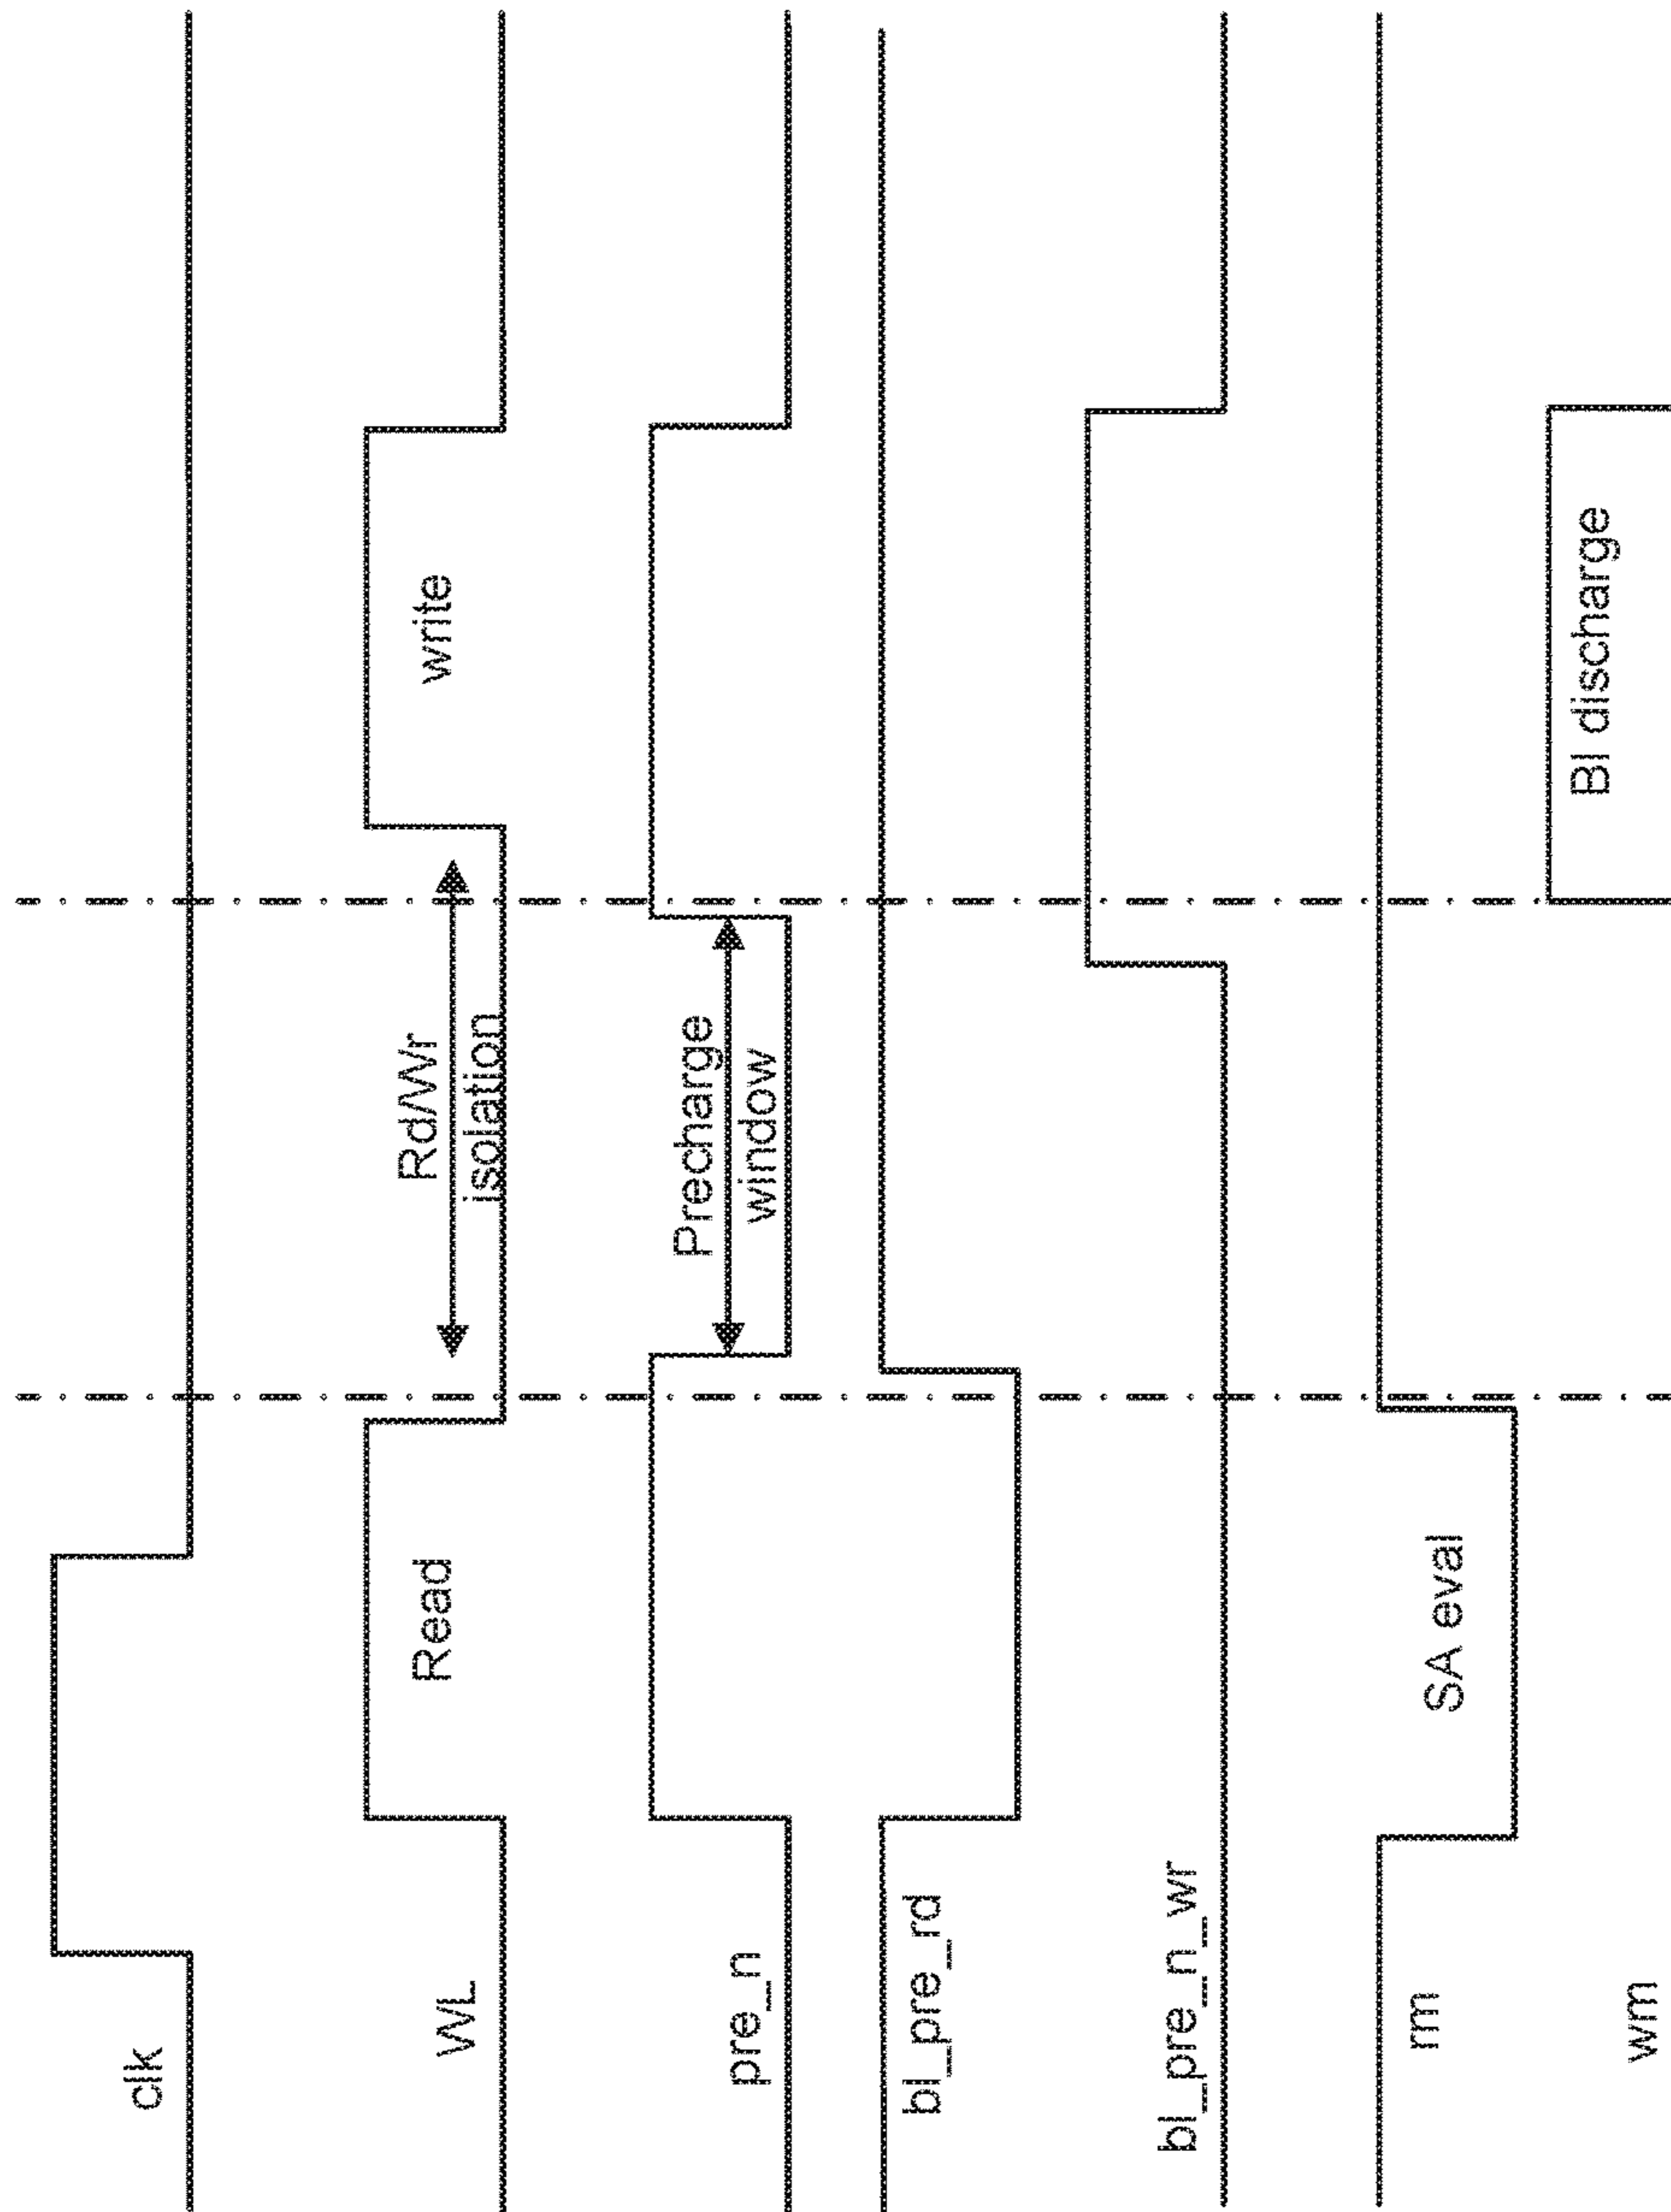 clk
WL
Read
Rd/Wr
isolation
write
pre_n
Precharge
window
bl_pre_rd
bl_pre_n_wr
rm
SA eval
wm
Bl discharge